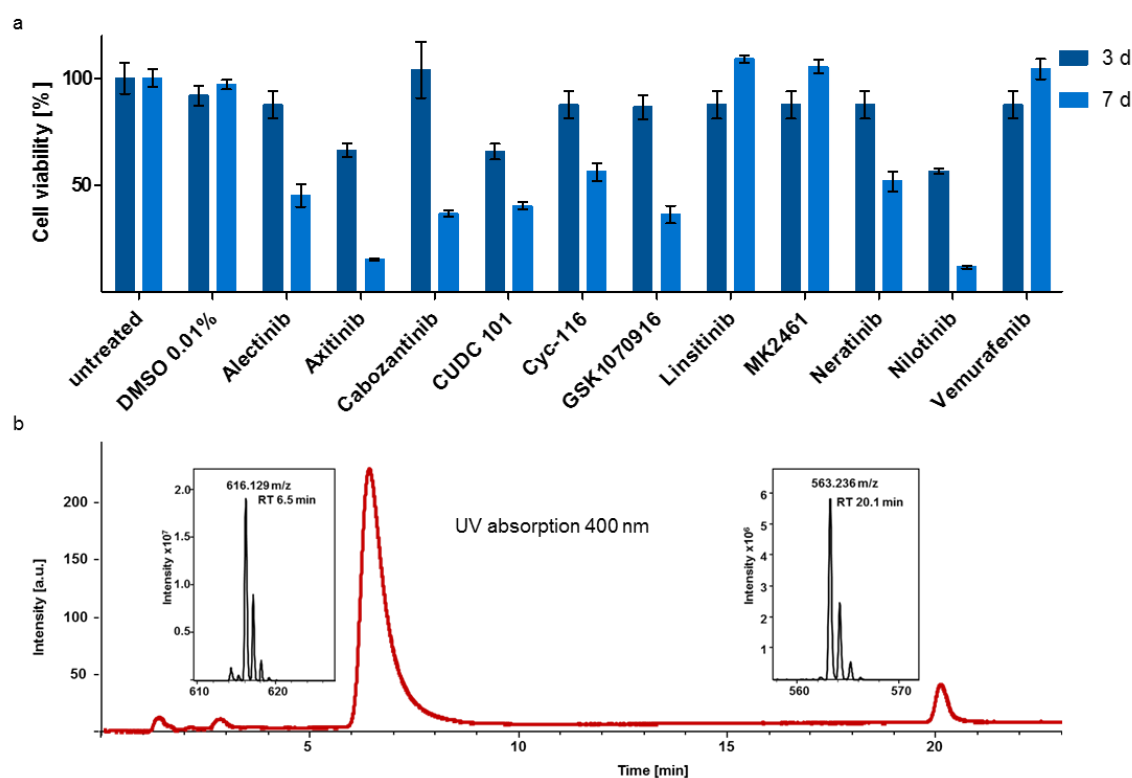 a
Cell viability [%]
100
50
3 d
7 d
untreated
DMSO 0.01%
Alectinib
Axitinib
Cabozantinib
CUDC 101
Cyc-116
GSK1070916
Linsitinib
MK2461
Neratinib
Nilotinib
Vemurafenib
b
Intensity [a.u.]
200
150
100
50
Intensity x10⁷
2.0
1.5
1.0
0.5
616.129 m/z
RT 6.5 min
610
620
UV absorption 400 nm
Intensity x10⁶
6
5
4
3
2
1
563.236 m/z
RT 20.1 min
560
570
5
10
15
20
Time [min]